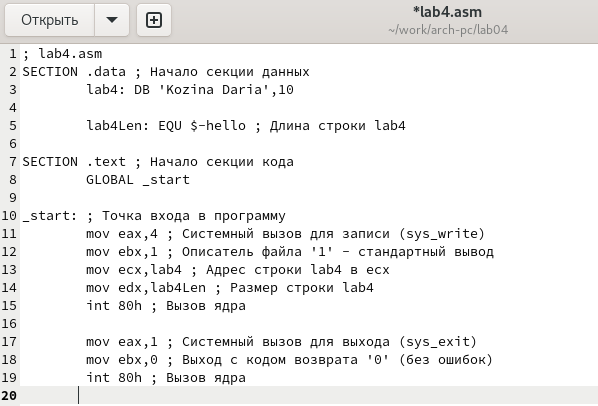 Открыть
*lab4.asm
~/work/arch-pc/lab04
1 ; lab4.asm
2 SECTION .data ; Начало секции данных
3         lab4: DB 'Kozina Daria',10
4
5         lab4Len: EQU $-hello ; Длина строки lab4
6
7 SECTION .text ; Начало секции кода
8         GLOBAL _start
9
10 _start: ; Точка входа в программу
11         mov eax,4 ; Системный вызов для записи (sys_write)
12         mov ebx,1 ; Описатель файла '1' - стандартный вывод
13         mov ecx,lab4 ; Адрес строки lab4 в ecx
14         mov edx,lab4Len ; Размер строки lab4
15         int 80h ; Вызов ядра
16
17         mov eax,1 ; Системный вызов для выхода (sys_exit)
18         mov ebx,0 ; Выход с кодом возврата '0' (без ошибок)
19         int 80h ; Вызов ядра
20